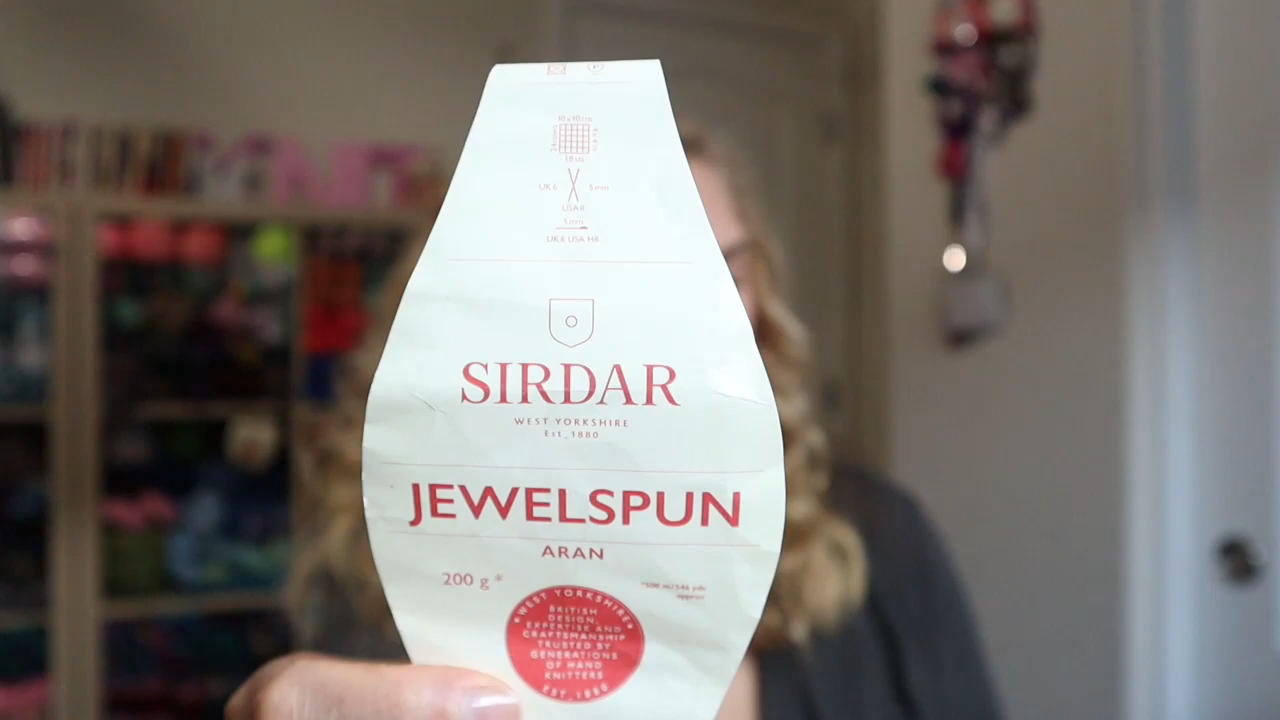 10 x 10 cms
18 sts
UK 6
5 mm
USA 8
5 mm
UK 6 USA H8
SIRDAR
WEST YORKSHIRE
Est. 1880
JEWELSPUN
ARAN
200 g*
approx
WEST YORKSHIRE
BRITISH
DESIGN,
EXPERTISE AND
CRAFTSMANSHIP
TRUSTED BY
GENERATIONS
OF HAND
KNITTERS
EST. 1880